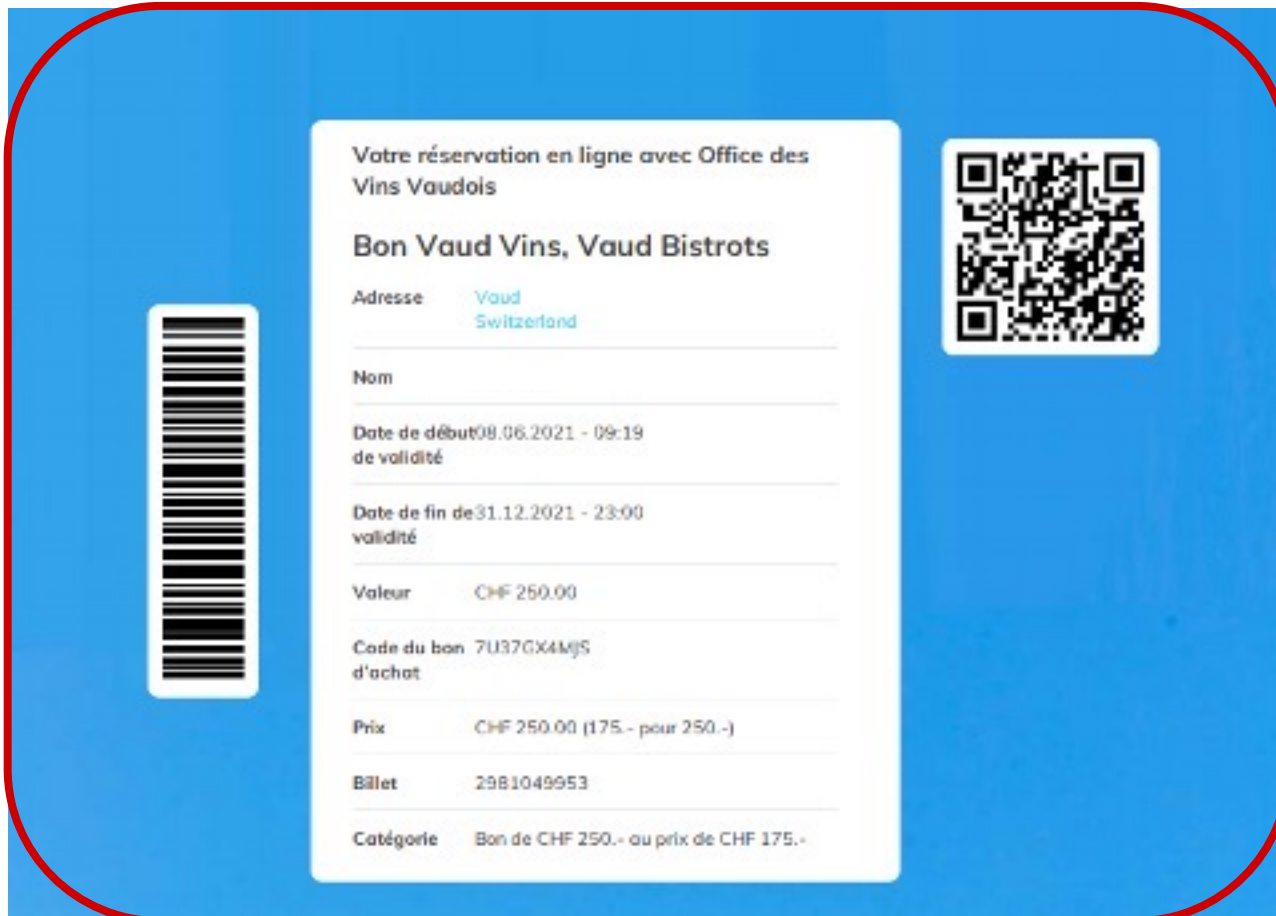 Votre réservation en ligne avec Office des
Vins Vaudois
Bon Vaud Vins, Vaud Bistrots
Adresse Vaud
Switzerland
Nom
Date de début 08.06.2021 - 09:19
de validité
Date de fin de 31.12.2021 - 23:00
validité
Valeur CHF 250.00
Code du bon 7U37GX4MJS
d'achat
Prix CHF 250.00 (175.- pour 250.-)
Billet 2981049953
Catégorie Bon de CHF 250.- au prix de CHF 175.-